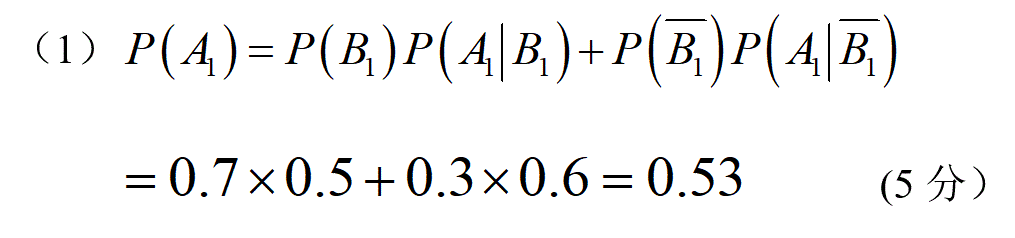 （1）P(A₁)=P(B₁)P(A₁|B₁)+P(B̅₁)P(A₁|B̅₁)
=0.7×0.5+0.3×0.6=0.53 (5分）